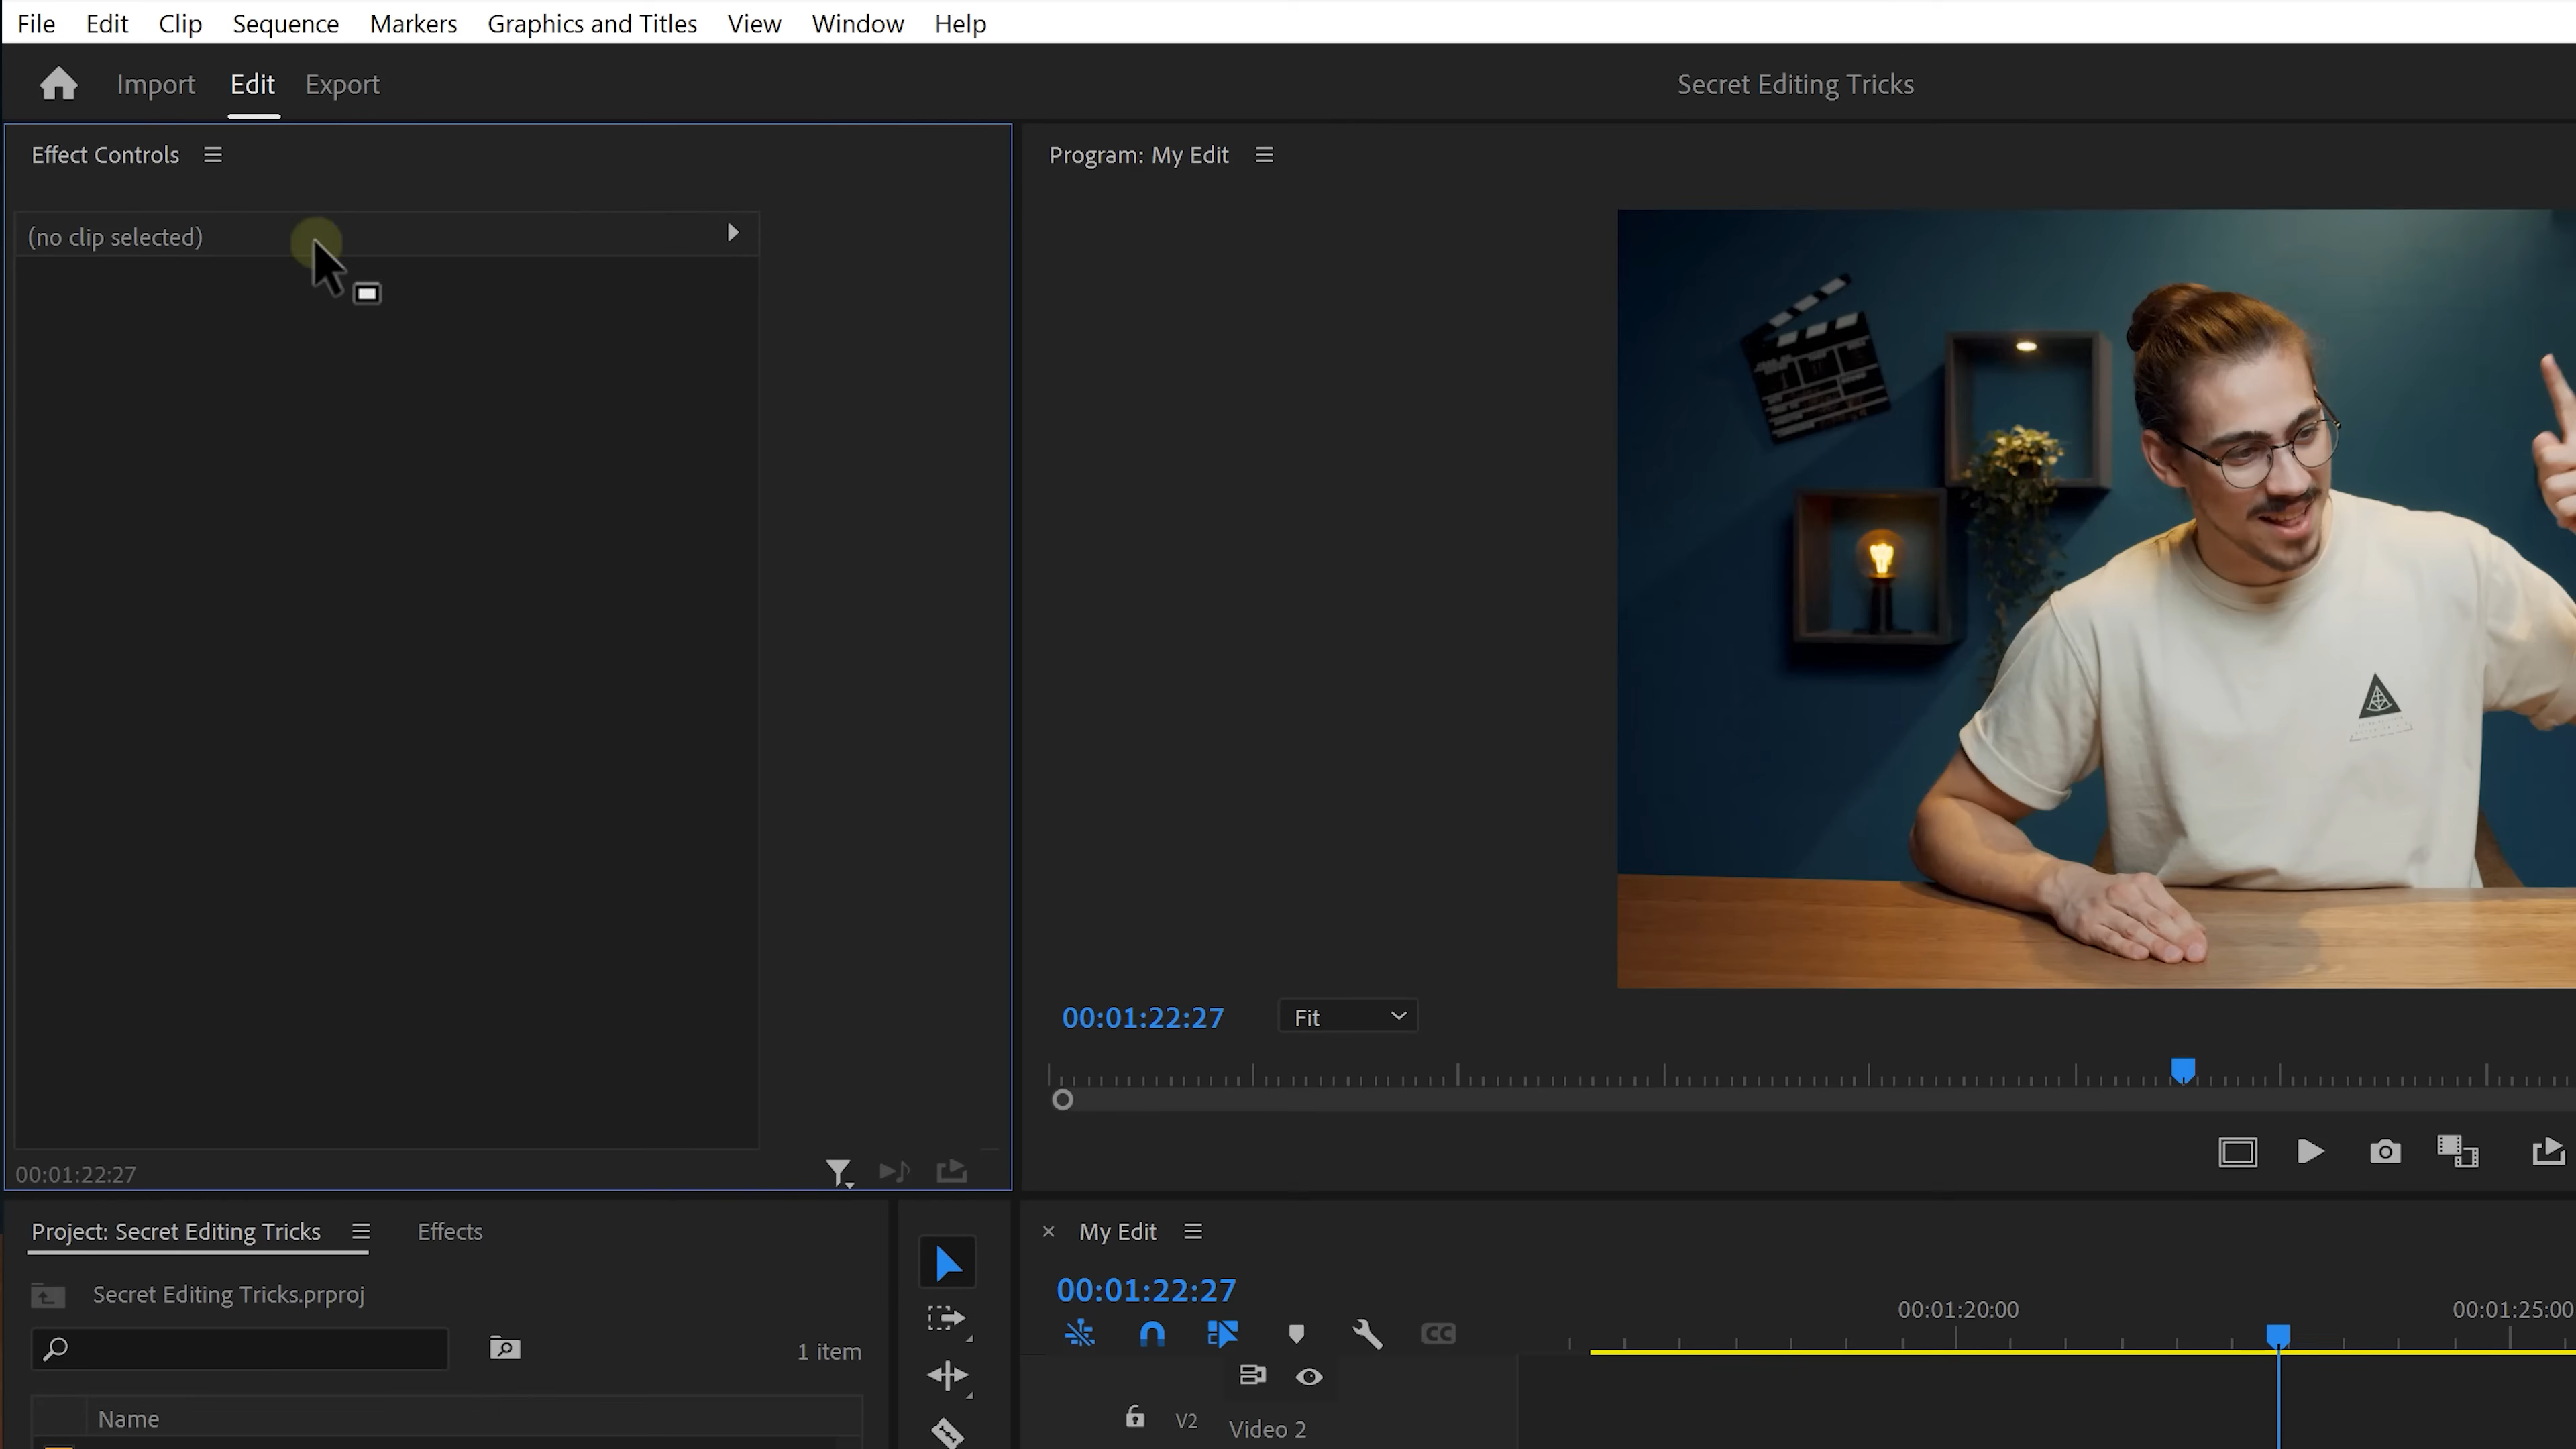 File Edit Clip Sequence Markers Graphics and Titles View Window Help
Import Edit Export Secret Editing Tricks
Effect Controls
(no clip selected)
00:01:22:27
Program: My Edit
00:01:22:27 Fit
Project: Secret Editing Tricks Effects
Secret Editing Tricks.prproj
1 item
Name
My Edit
00:01:22:27
00:01:20:00 00:01:25:00
CC
V2 Video 2